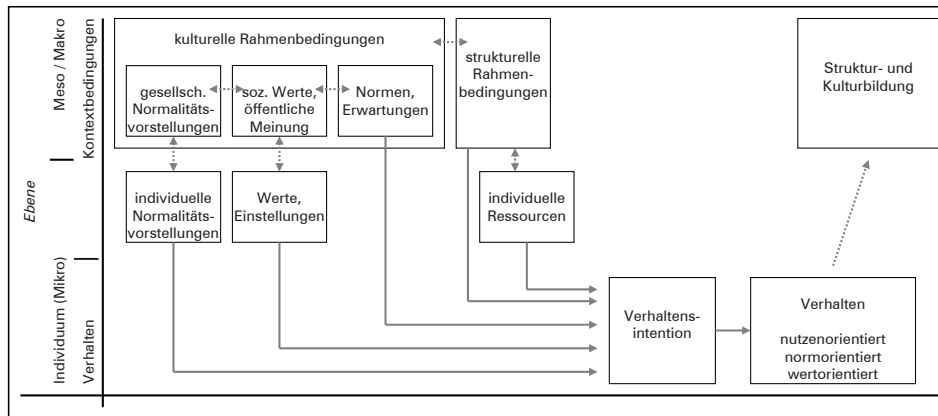 Ebene
Meso / Makro
Kontextbedingungen
Individuum (Mikro)
Verhalten
kulturelle Rahmenbedingungen
gesellsch.
Normalitäts-
vorstellungen
soz. Werte,
öffentliche
Meinung
Normen,
Erwartungen
strukturelle
Rahmen-
bedingungen
Struktur- und
Kulturbildung
individuelle
Normalitäts-
vorstellungen
Werte,
Einstellungen
individuelle
Ressourcen
Verhaltens-
intention
Verhalten
nutzenorientiert
normorientiert
wertorientiert